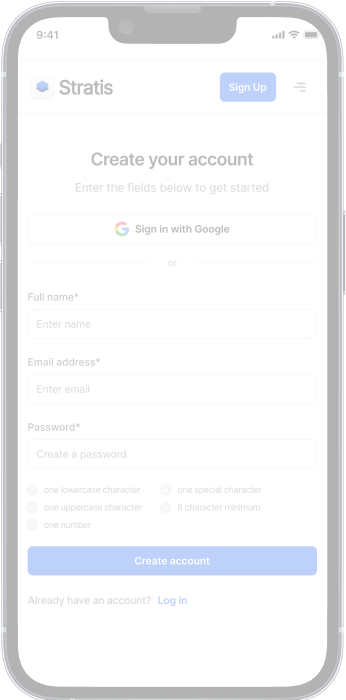 9:41
Stratis
Sign Up
Create your account
Enter the fields below to get started
Sign in with Google
or
Full name*
Enter name
Email address*
Enter email
Password*
Create a password
one lowercase character
one special character
one uppercase character
8 character minimum
one number
Create account
Already have an account? Log in